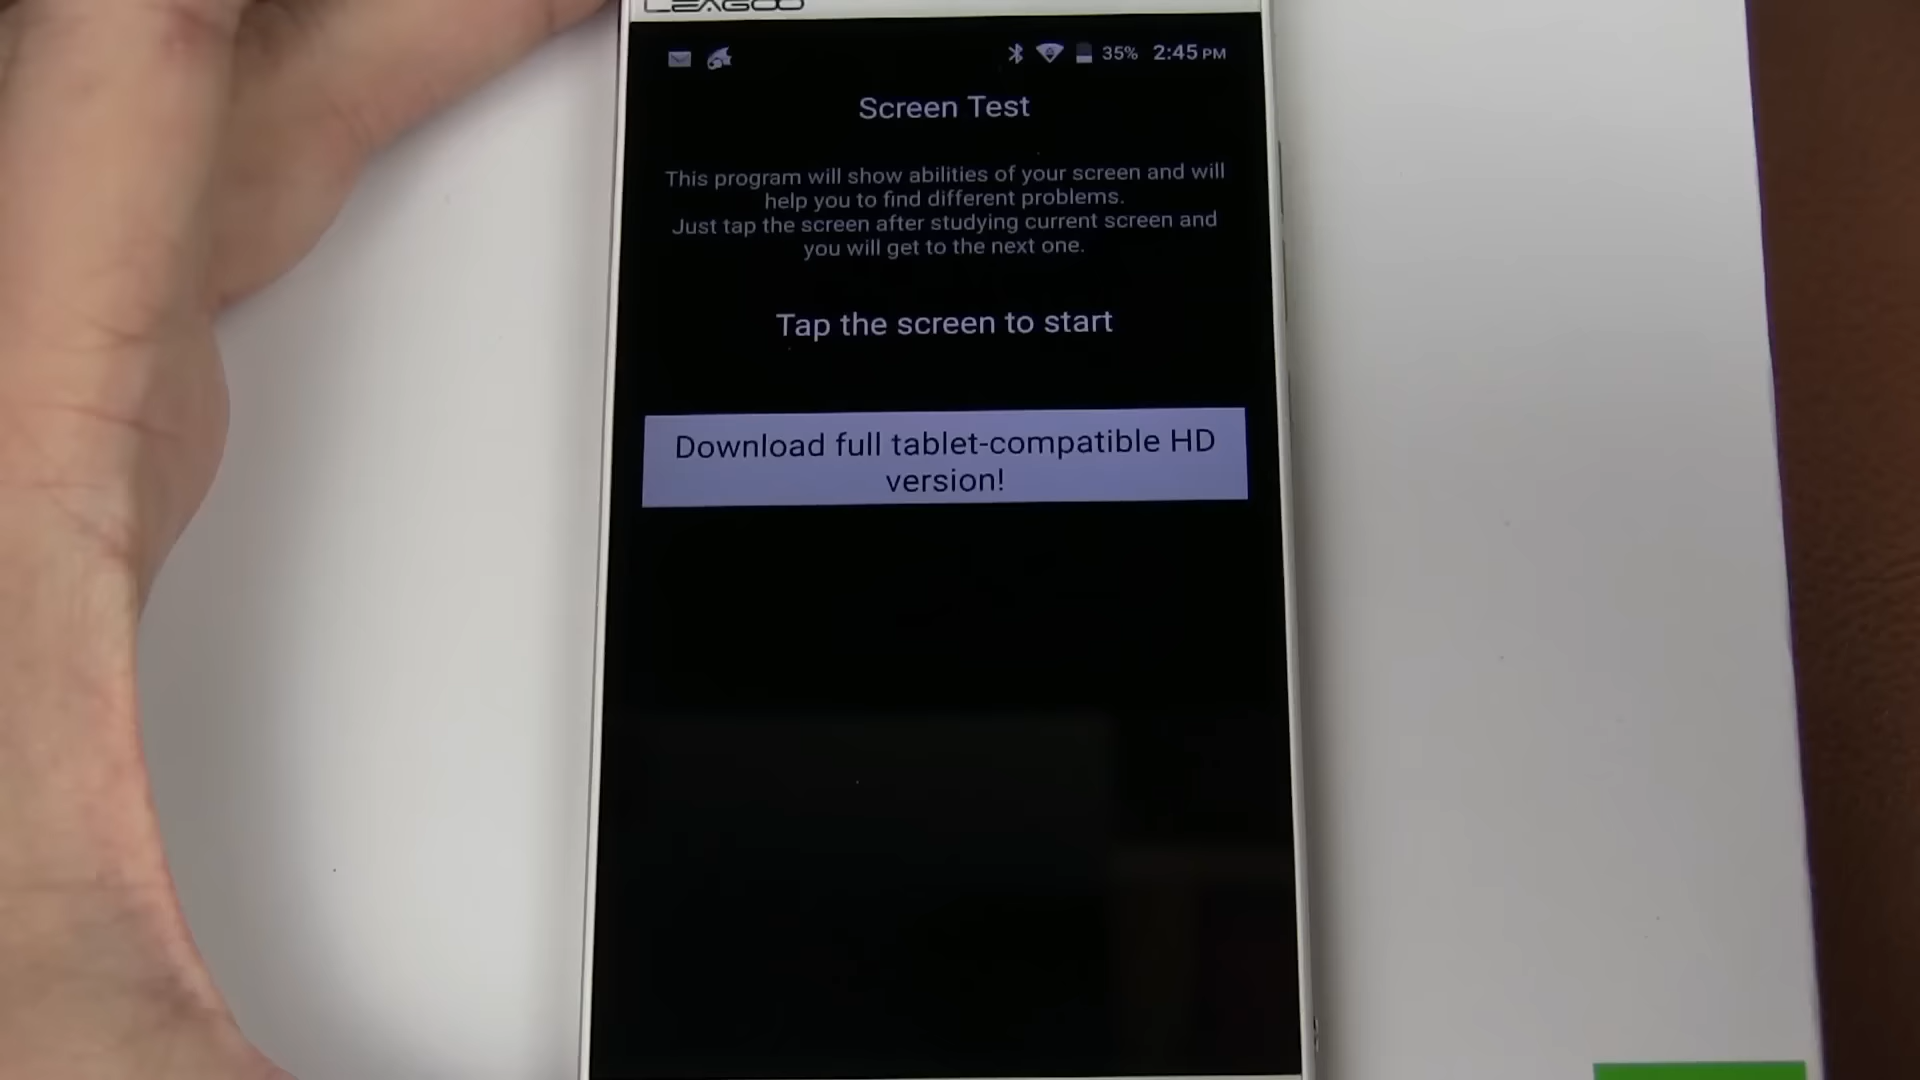 LEAGOO
35% 2:45 PM
Screen Test
This program will show abilities of your screen and will
help you to find different problems.
Just tap the screen after studying current screen and
you will get to the next one.
Tap the screen to start
Download full tablet-compatible HD
version!